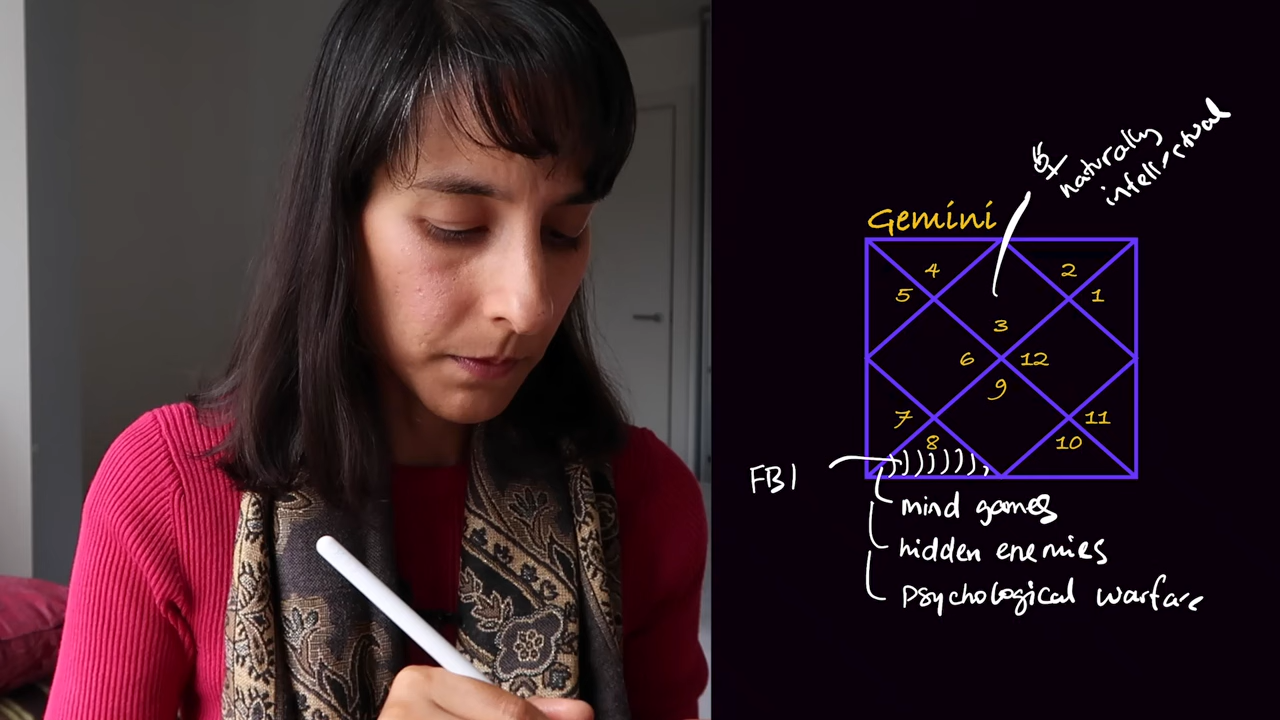 naturally
intellectual
Gemini
4
2
5
1
3
6
12
9
7
11
8
10
FBI
mind games
hidden enemies
psychological warfare